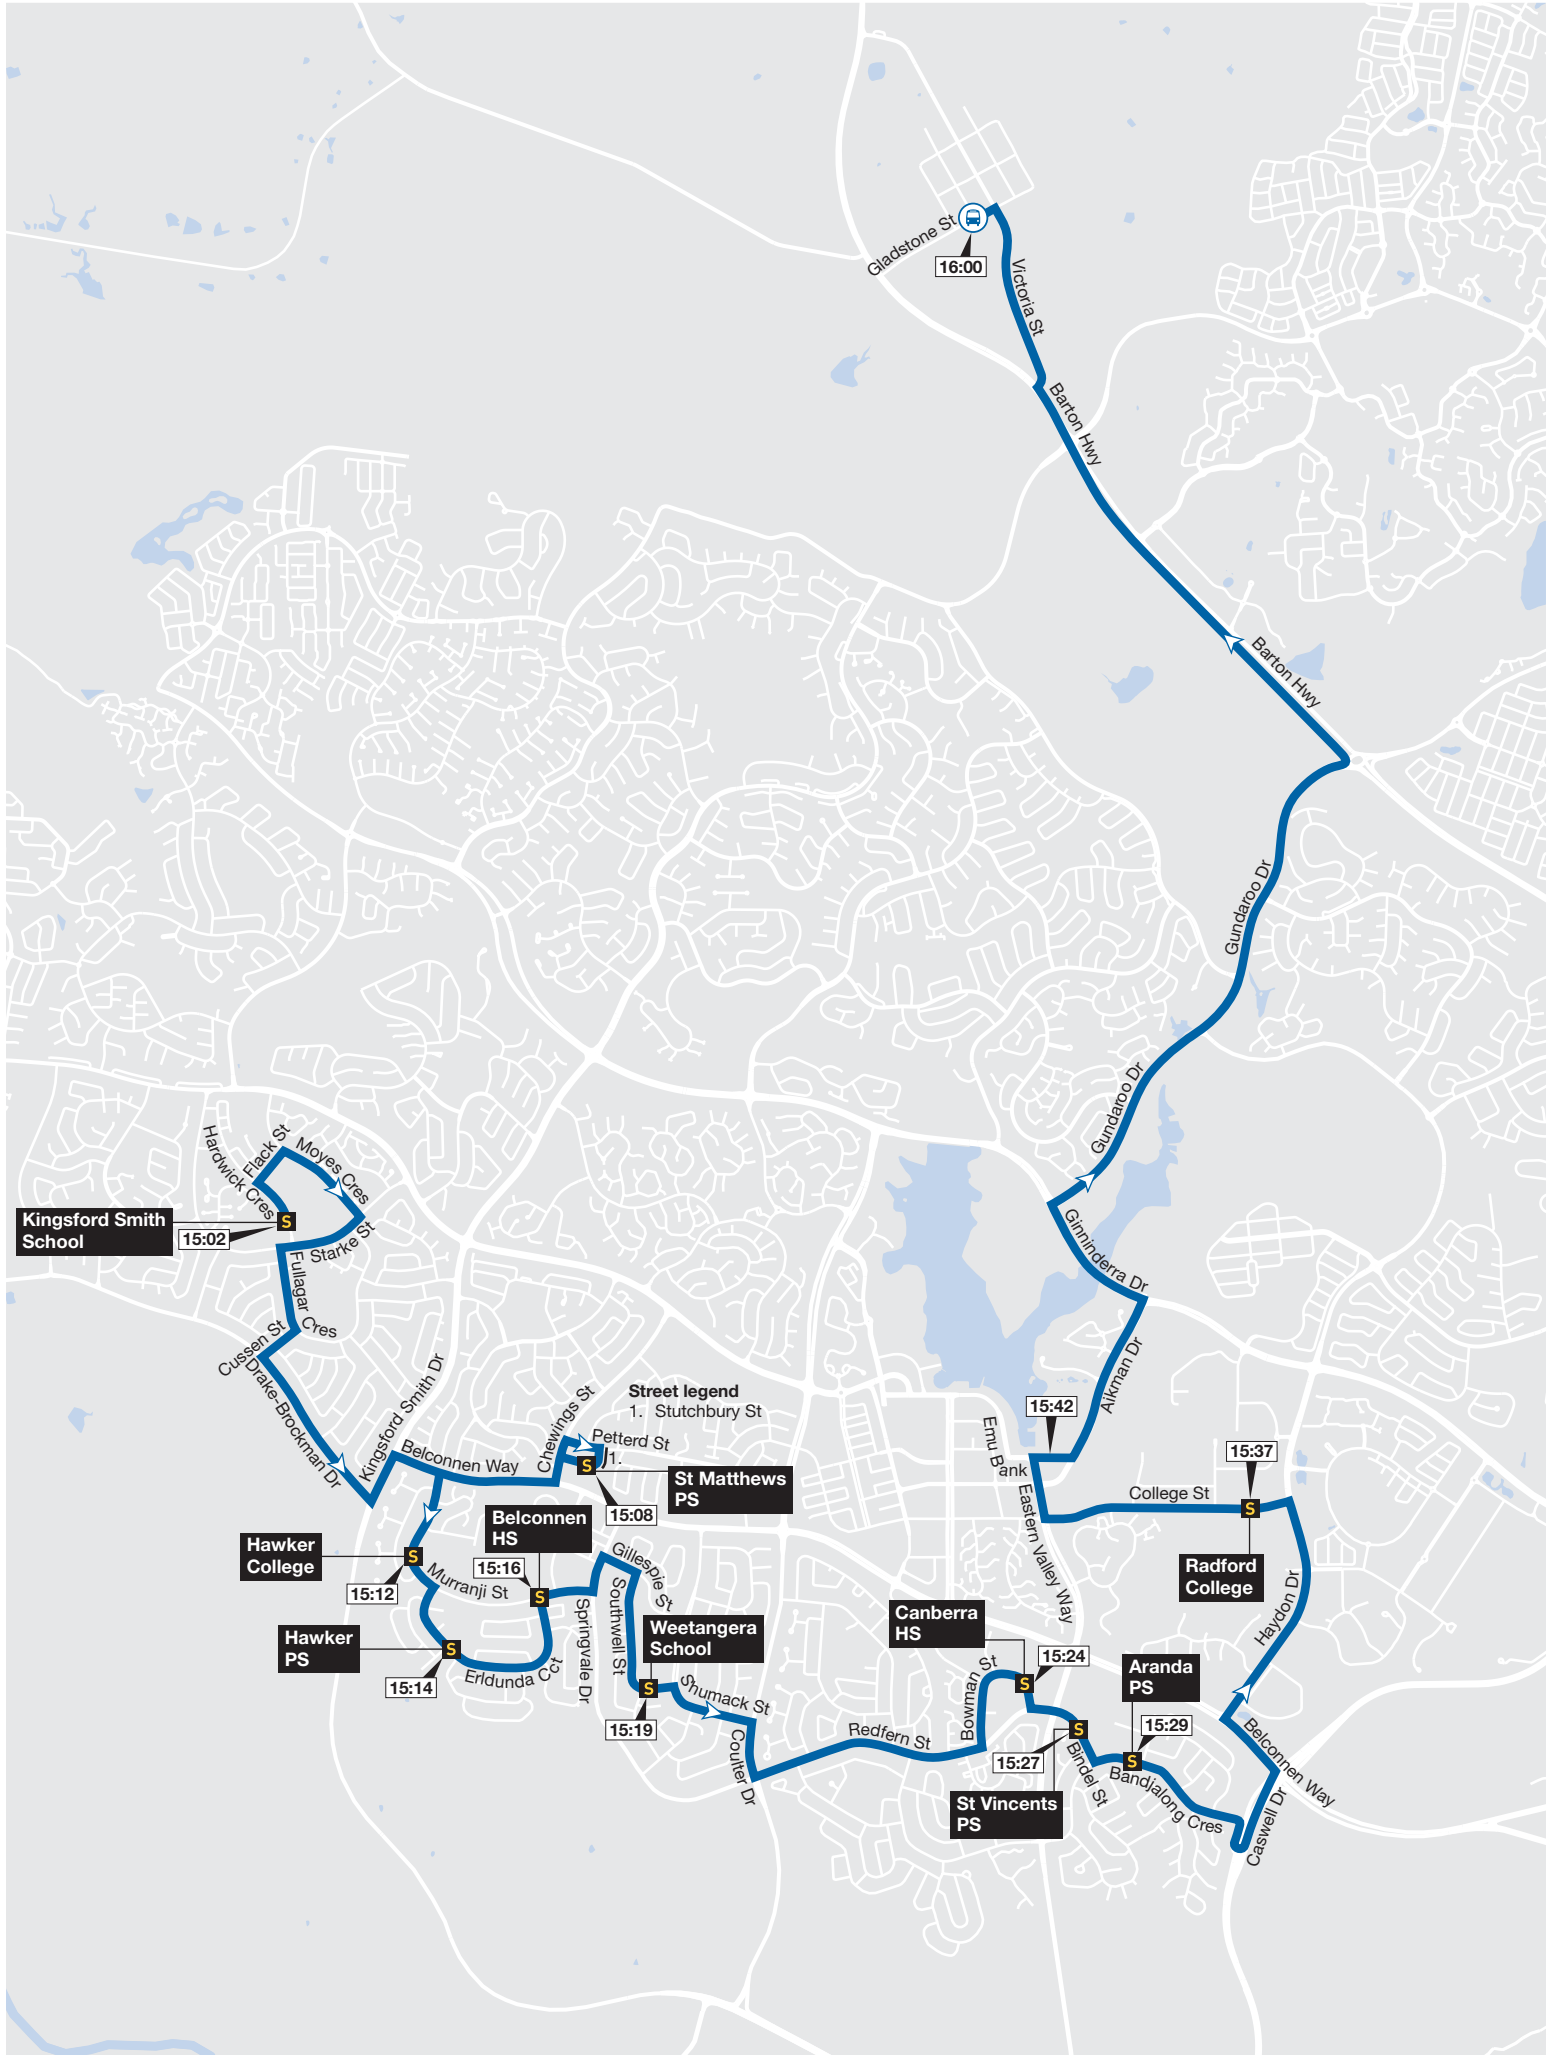 Gladstone St
16:00
Victoria St
Barton Hwy
Barton Hwy
Gundaroo Dr
Gundaroo Dr
Hardwick Cres
Flack St
Moyes Cres
Kingsford Smith
School
15:02
Starke St
Fullagar Cres
Cussen St
Drake-Brockman Dr
Kingsford Smith Dr
Belconnen Way
Chewings St
Street legend
1. Stutchbury St
Petterd St
1.
S
S
St Matthews
PS
15:08
Belconnen
HS
15:16
S
Hawker
College
S
15:12
Murranji St
Hawker
PS
S
15:14
Erldunda Cct
Springvale Dr
Gillespie St
Southwell St
Weetangera
School
S
15:19
Shumack St
Coulter Dr
Redfern St
Bowman St
Canberra
HS
S
15:24
S
15:27
St Vincents
PS
Bindel St
Aranda
PS
15:29
S
Bandjalong Cres
Caswell Dr
Belconnen Way
Haydon Dr
Radford
College
S
15:37
College St
Eastern Valley Way
Emu Bank
15:42
Aikman Dr
Ginninderra Dr